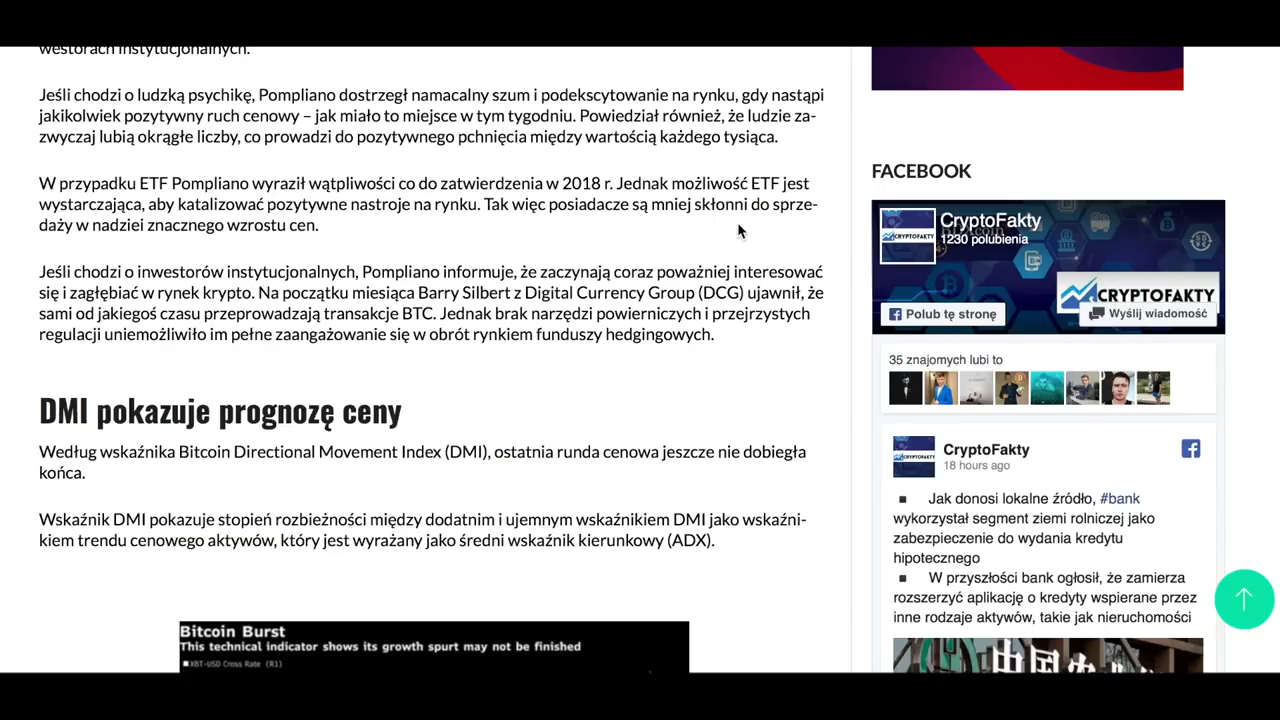 westorach instytucjonalnych.
Jeśli chodzi o ludzką psychikę, Pompliano dostrzegł namacalny szum i podekscytowanie na rynku, gdy nastąpi
jakikolwiek pozytywny ruch cenowy – jak miało to miejsce w tym tygodniu. Powiedział również, że ludzie za-
zwyczaj lubią okrągłe liczby, co prowadzi do pozytywnego pchnięcia między wartością każdego tysiąca.
W przypadku ETF Pompliano wyraził wątpliwości co do zatwierdzenia w 2018 r. Jednak możliwość ETF jest
wystarczająca, aby katalizować pozytywne nastroje na rynku. Tak więc posiadacze są mniej skłonni do sprze-
daży w nadziei znacznego wzrostu cen.
Jeśli chodzi o inwestorów instytucjonalnych, Pompliano informuje, że zaczynają coraz poważniej interesować
się i zagłębiać w rynek krypto. Na początku miesiąca Barry Silbert z Digital Currency Group (DCG) ujawnił, że
sami od jakiegoś czasu przeprowadzają transakcje BTC. Jednak brak narzędzi powierniczych i przejrzystych
regulacji uniemożliwiło im pełne zaangażowanie się w obrót rynkiem funduszy hedgingowych.
DMI pokazuje prognozę ceny
Według wskaźnika Bitcoin Directional Movement Index (DMI), ostatnia runda cenowa jeszcze nie dobiegła
końca.
Wskaźnik DMI pokazuje stopień rozbieżności między dodatnim i ujemnym wskaźnikiem DMI jako wskaźni-
kiem trendu cenowego aktywów, który jest wyrażany jako średni wskaźnik kierunkowy (ADX).
Bitcoin Burst
This technical indicator shows its growth spurt may not be finished
XBT-USD Cross Rate (R1)
FACEBOOK
CRYPTOFAKTY
CryptoFakty
1230 polubienia
CRYPTOFAKTY
Polub tę stronę
Wyślij wiadomość
35 znajomych lubi to
CRYPTOFAKTY
CryptoFakty
18 hours ago
▪ Jak donosi lokalne źródło, #bank
wykorzystał segment ziemi rolniczej jako
zabezpieczenie do wydania kredytu
hipotecznego
▪ W przyszłości bank ogłosił, że zamierza
rozszerzyć aplikację o kredyty wspierane przez
inne rodzaje aktywów, takie jak nieruchomości